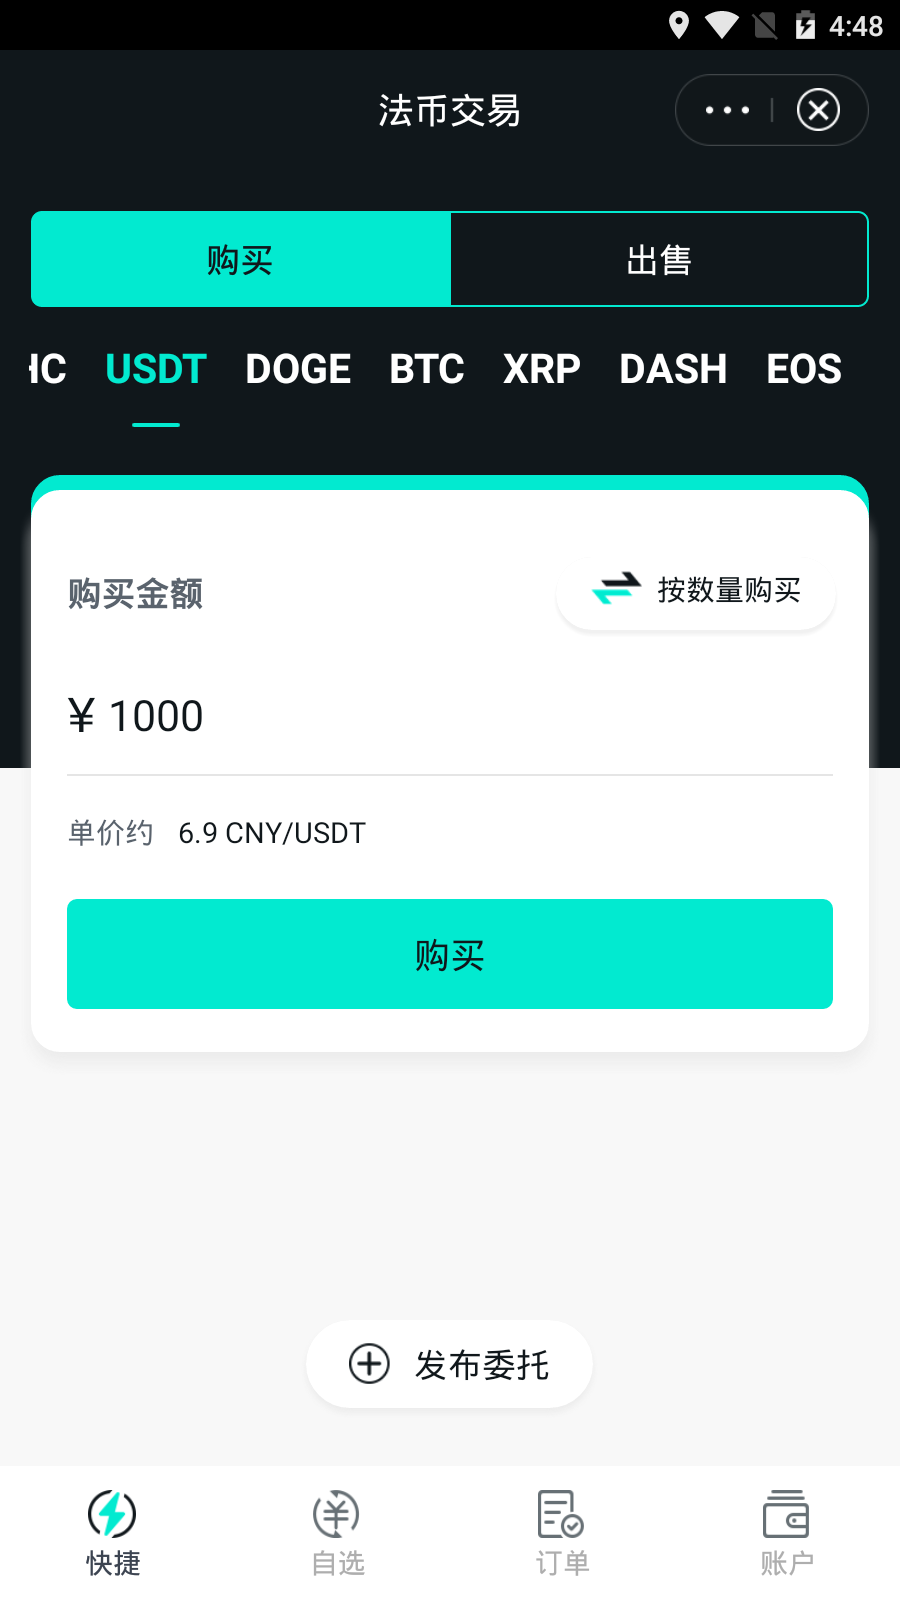 4:48
法币交易
购买 出售
HC USDT DOGE BTC XRP DASH EOS
购买金额 按数量购买
¥ 1000
单价约 6.9 CNY/USDT
购买
发布委托
快捷 自选 订单 账户